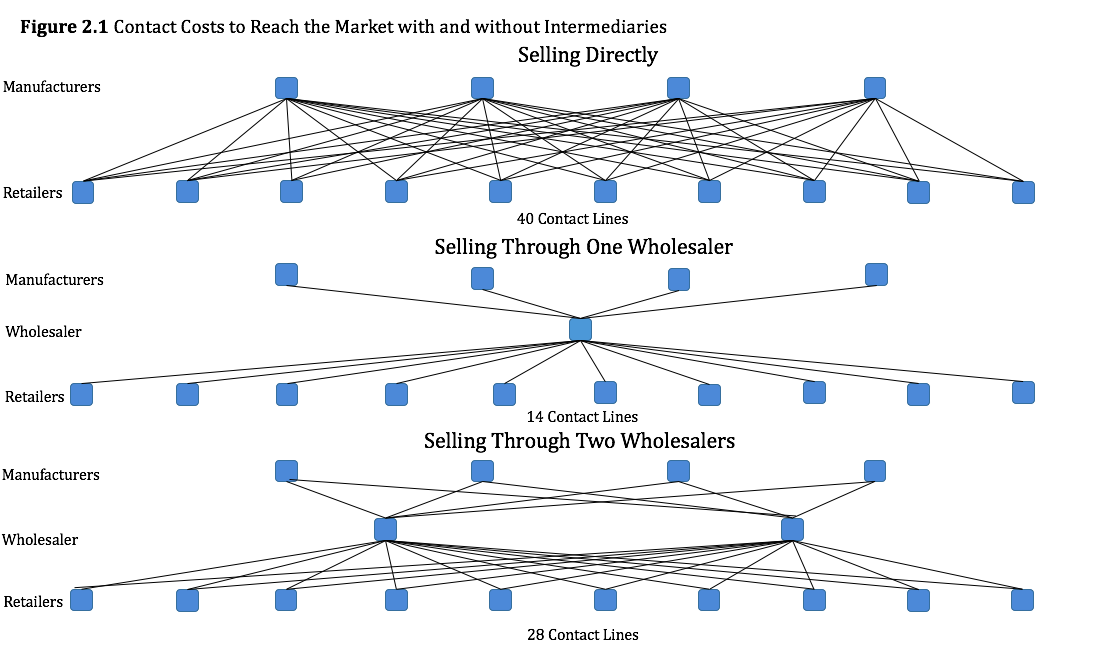 Figure 2.1 Contact Costs to Reach the Market with and without Intermediaries
Selling Directly
Manufacturers
Retailers
40 Contact Lines
Selling Through One Wholesaler
Manufacturers
Wholesaler
Retailers
14 Contact Lines
Selling Through Two Wholesalers
Manufacturers
Wholesaler
Retailers
28 Contact Lines